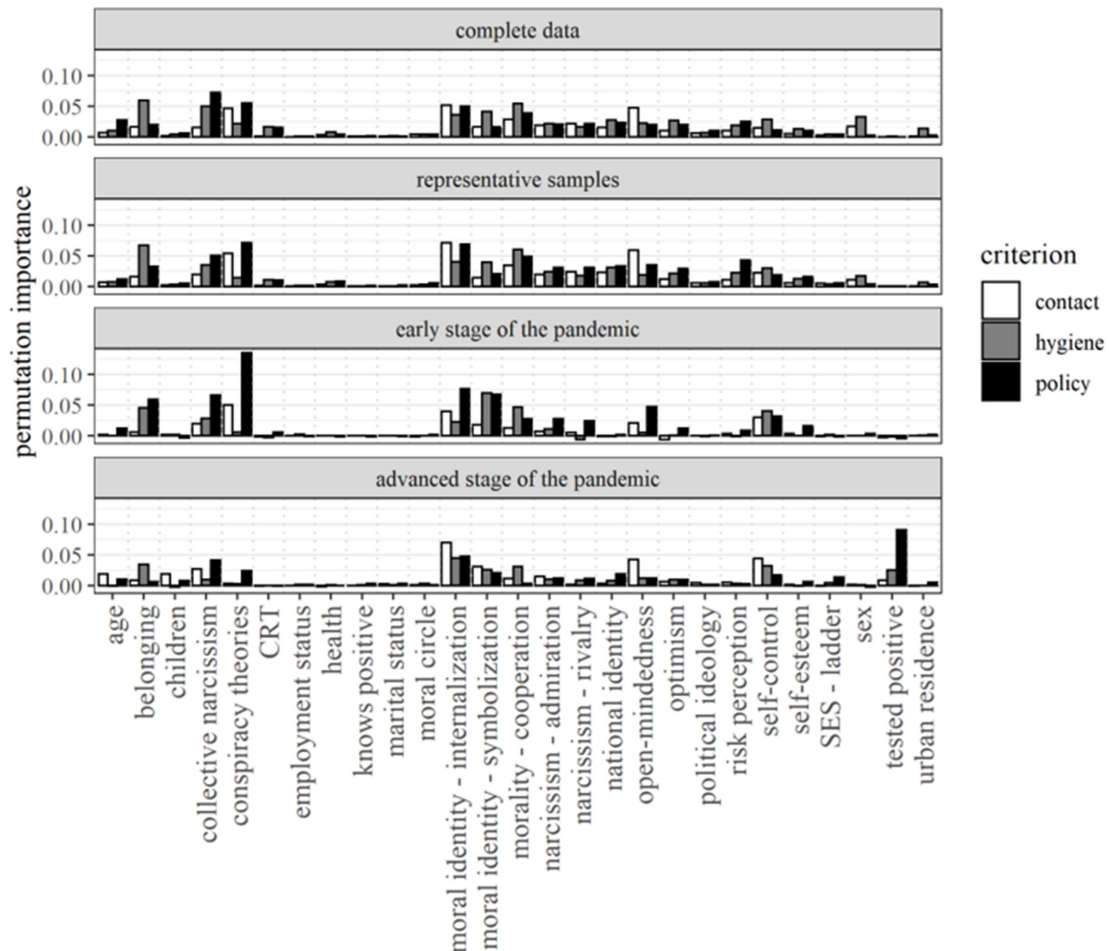 complete data
0.10
0.05
0.00
representative samples
0.10
0.05
0.00
early stage of the pandemic
0.10
0.05
0.00
advanced stage of the pandemic
0.10
0.05
0.00
permutation importance
age
belonging
children
collective narcissism
conspiracy theories
CRT
employment status
health
knows positive
marital status
moral circle
moral identity - internalization
moral identity - symbolization
morality - cooperation
narcissism - admiration
narcissism - rivalry
national identity
open-mindedness
optimism
political ideology
risk perception
self-control
self-esteem
SES - ladder
sex
tested positive
urban residence
criterion
contact
hygiene
policy